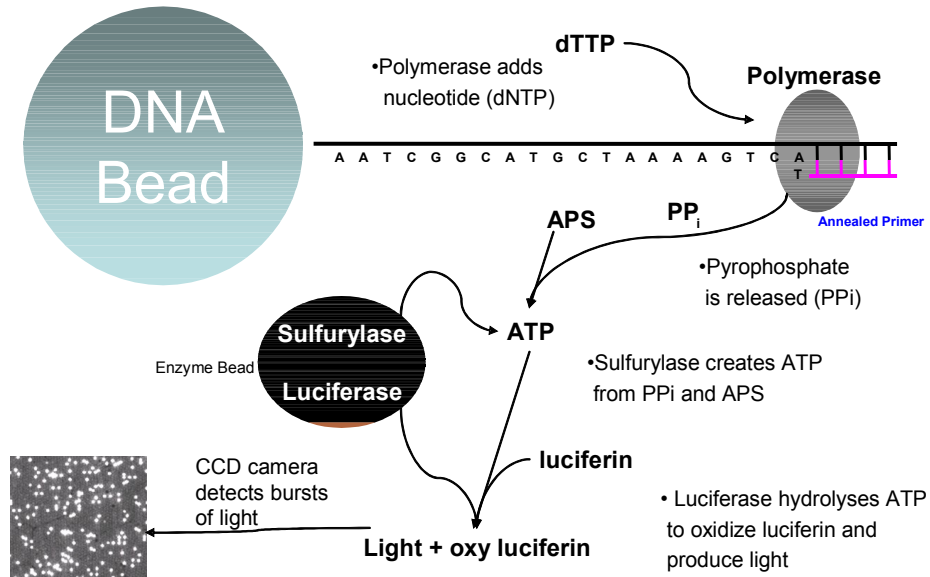 dTTP
•Polymerase adds
nucleotide (dNTP)
Polymerase
DNA
Bead
A A T C G G C A T G C T A A A A G T C A
T
Annealed Primer
APS
PPi
•Pyrophosphate
is released (PPi)
Sulfurylase
ATP
Enzyme Bead
•Sulfurylase creates ATP
from PPi and APS
Luciferase
luciferin
CCD camera
detects bursts
of light
• Luciferase hydrolyses ATP
to oxidize luciferin and
produce light
Light + oxy luciferin